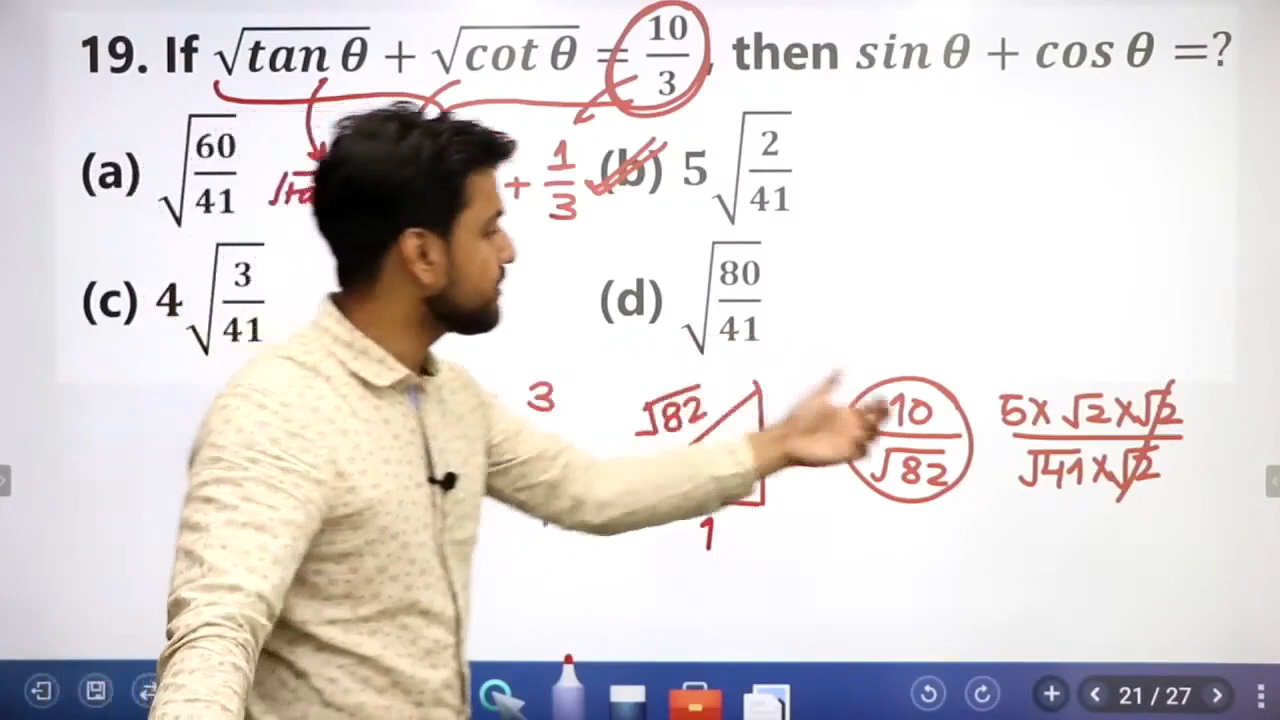 19. If √tan θ + √cot θ = 10/3, then sin θ + cos θ =?
(a) √60/41
+ 1/3
(b) 5 √2/41
(c) 4 √3/41
(d) √80/41
3
√82
10/√82
5 × √2 × √2 / √41 × √2
1
21 / 27